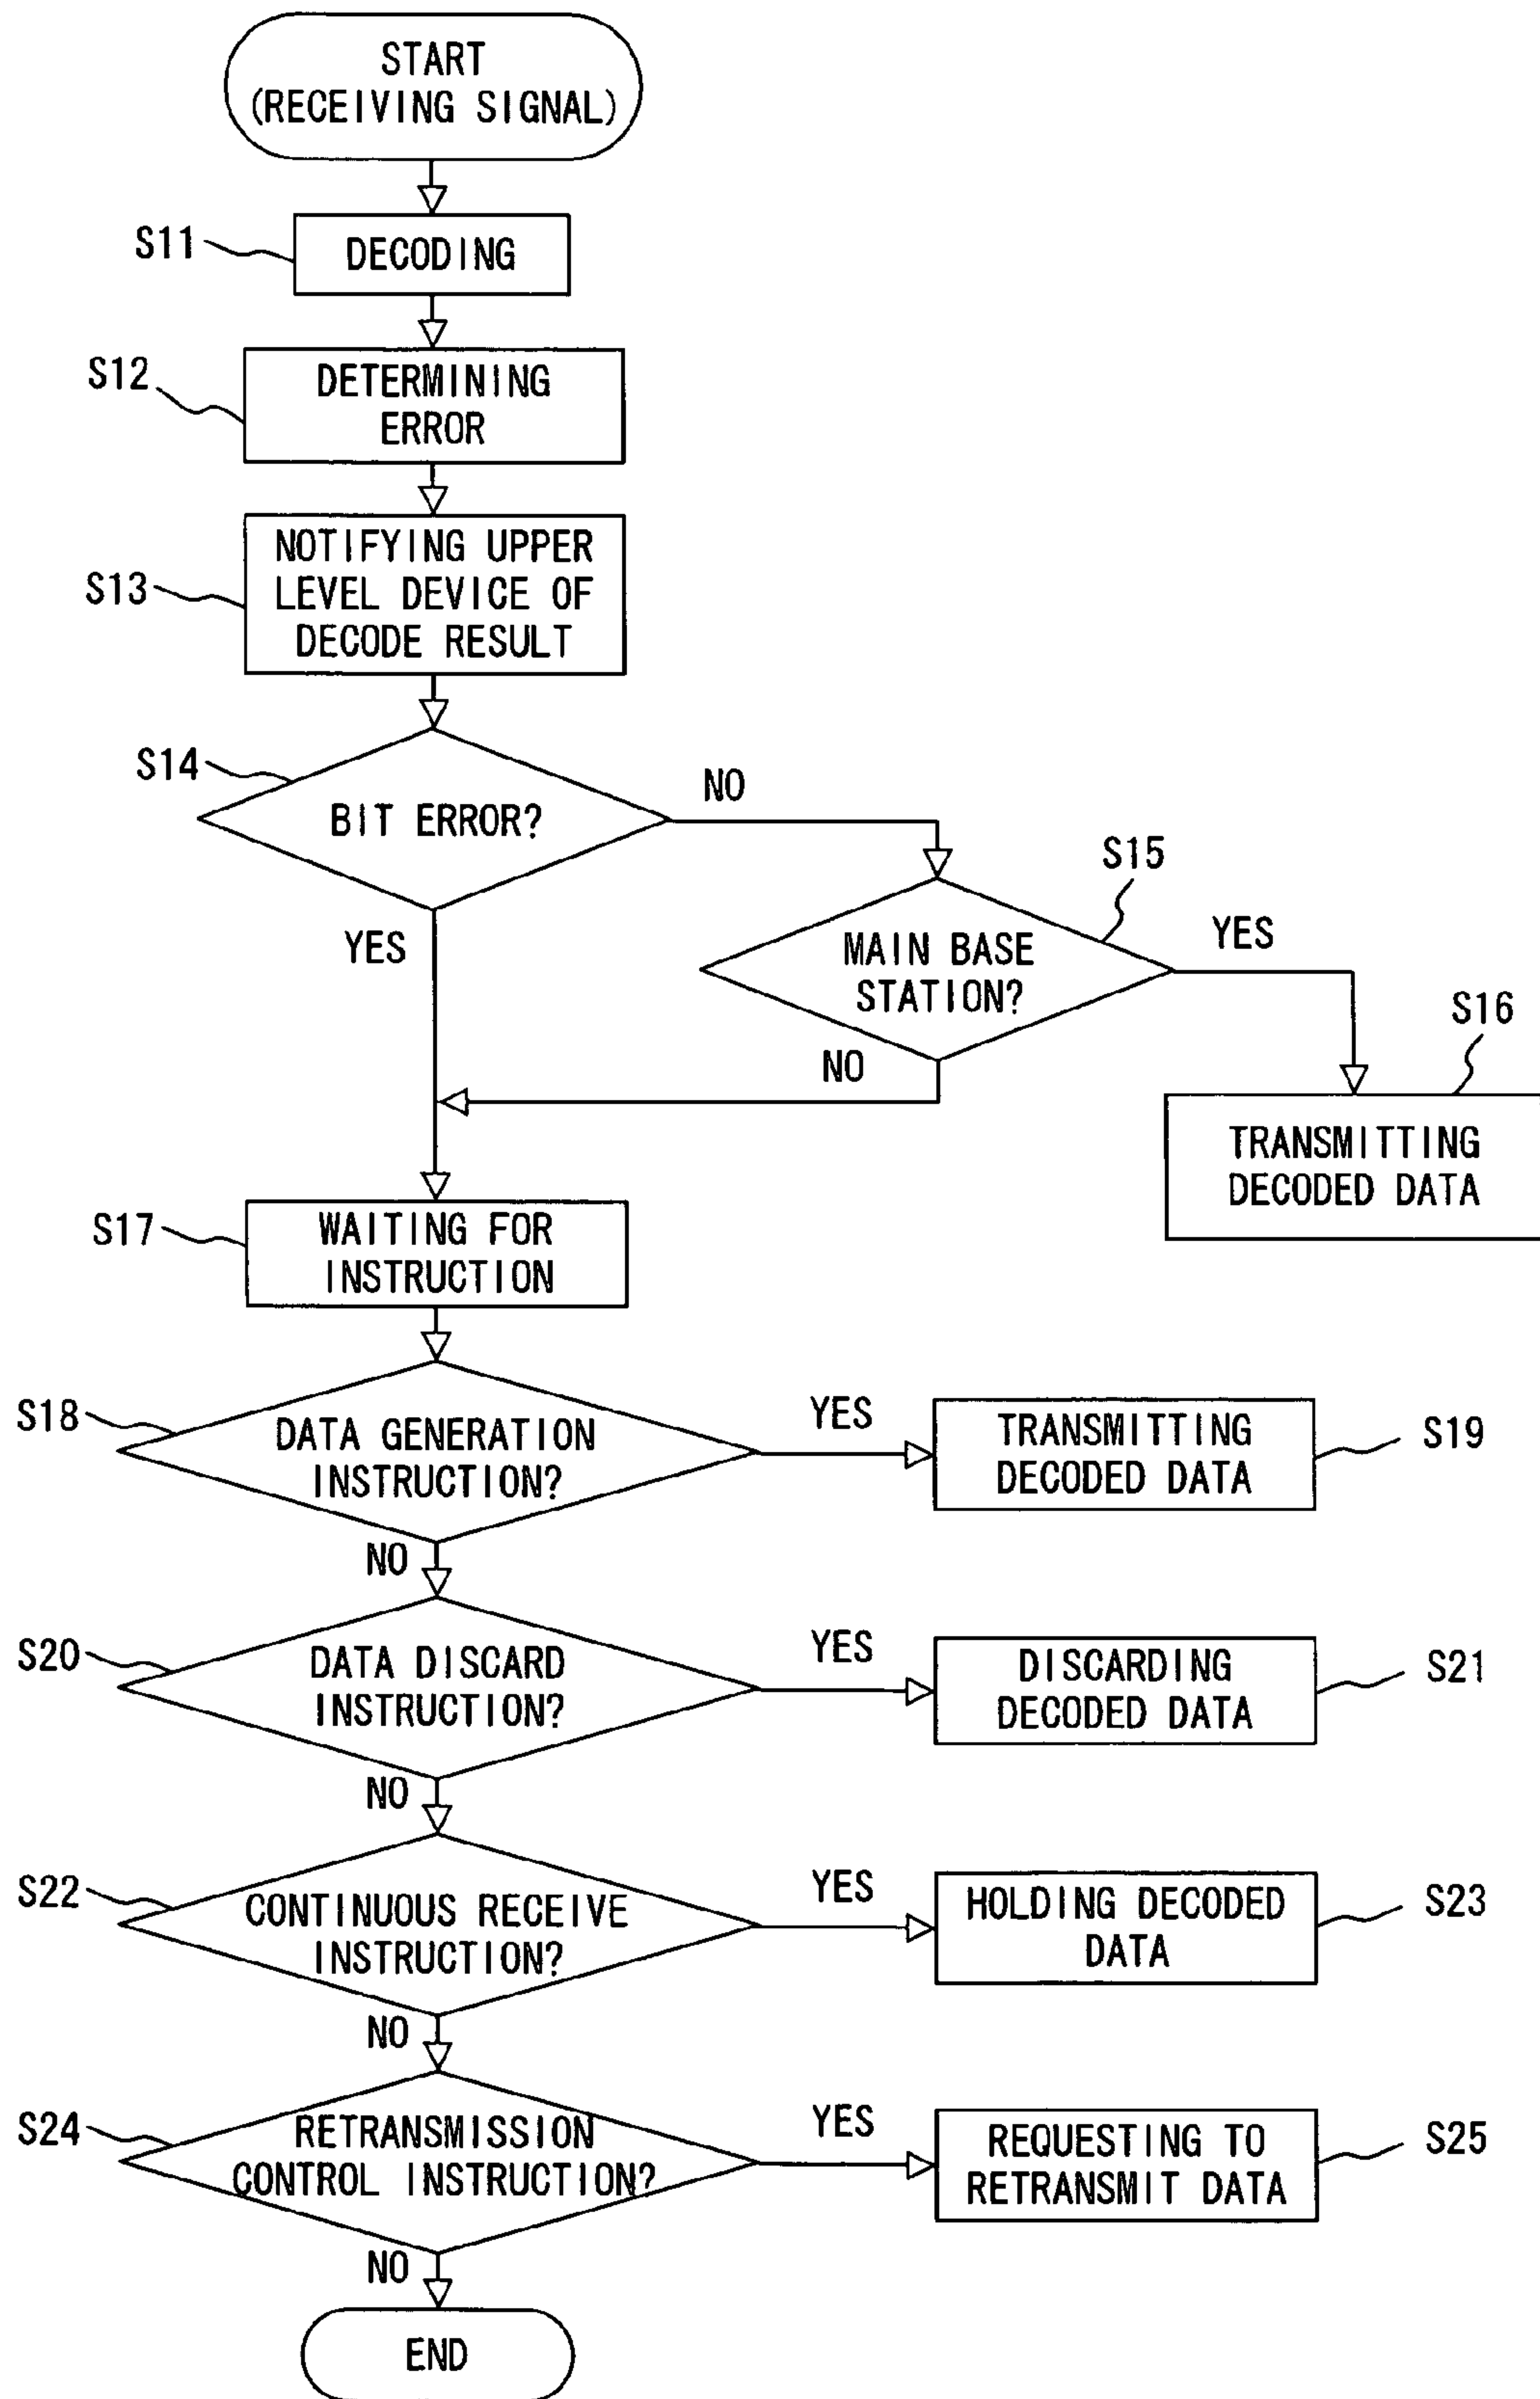 START
(RECEIVING SIGNAL)
S11
DECODING
S12
DETERMINING
ERROR
S13
NOTIFYING UPPER
LEVEL DEVICE OF
DECODE RESULT
S14
BIT ERROR?
NO
YES
S15
MAIN BASE
STATION?
YES
NO
S16
TRANSMITTING
DECODED DATA
S17
WAITING FOR
INSTRUCTION
S18
DATA GENERATION
INSTRUCTION?
YES
TRANSMITTING
DECODED DATA
S19
NO
S20
DATA DISCARD
INSTRUCTION?
YES
DISCARDING
DECODED DATA
S21
NO
S22
CONTINUOUS RECEIVE
INSTRUCTION?
YES
HOLDING DECODED
DATA
S23
NO
S24
RETRANSMISSION
CONTROL INSTRUCTION?
YES
REQUESTING TO
RETRANSMIT DATA
S25
NO
END